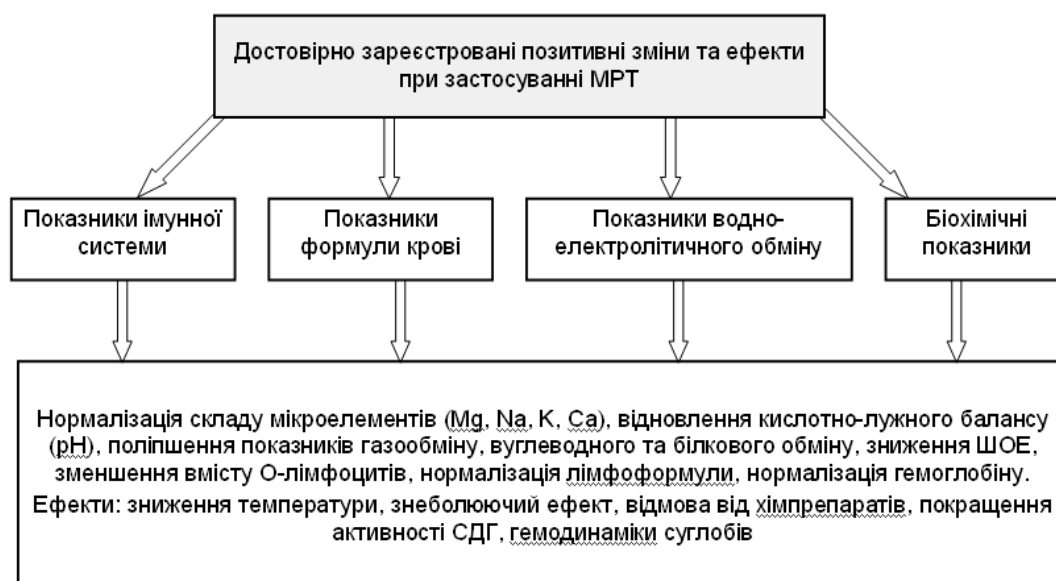 Достовірно зареєстровані позитивні зміни та ефекти
при застосуванні МРТ
Показники імунної
системи
Показники
формули крові
Показники водно-
електролітичного обміну
Біохімічні
показники
Нормалізація складу мікроелементів (Mg, Na, K, Ca), відновлення кислотно-лужного балансу
(pH), поліпшення показників газообміну, вуглеводного та білкового обміну, зниження ШОЕ,
зменшення вмісту О-лімфоцитів, нормалізація лімфоформули, нормалізація гемоглобіну.
Ефекти: зниження температури, знеболюючий ефект, відмова від хімпрепаратів, покращення
активності СДГ, гемодинаміки суглобів